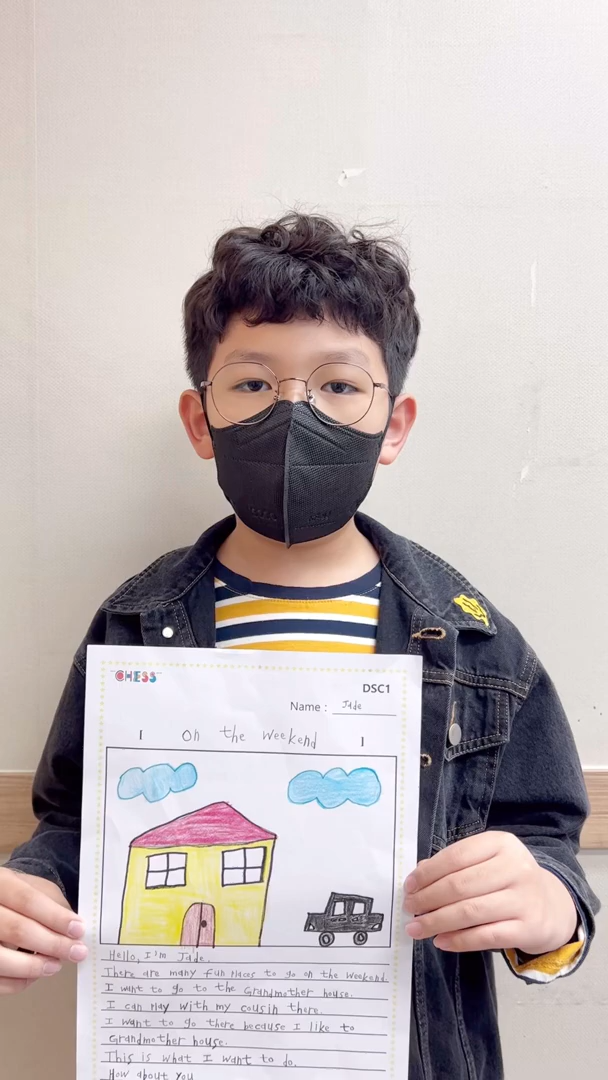 CHESS
DSC1
Name : Jade
[ on the weekend ]
Hello, I'm Jade.
There are many fun places to go on the weekend.
I want to go to the Grandmother house.
I can play with my cousin there.
I want to go there because I like to
Grandmother house.
This is what I want to do.
How about you